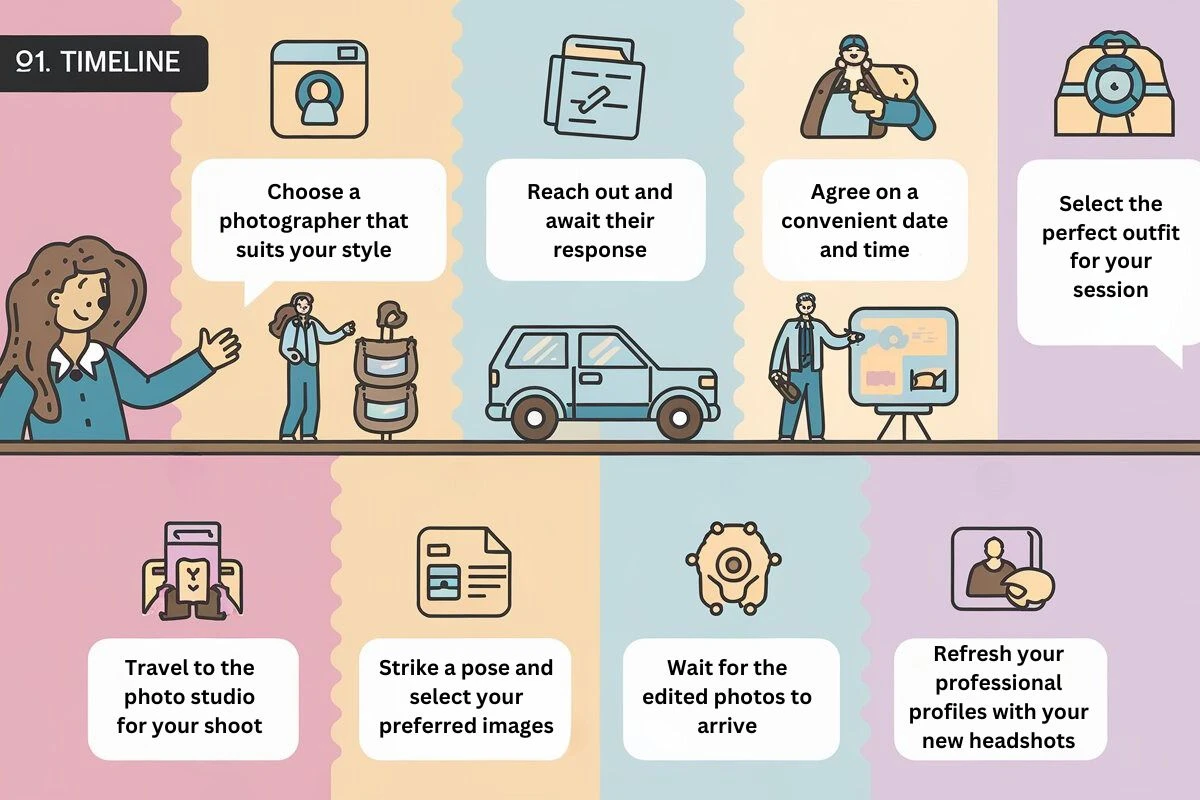 01. TIMELINE
Choose a
photographer that
suits your style
Reach out and
await their
response
Agree on a
convenient date
and time
Select the
perfect outfit
for your
session
Travel to the
photo studio
for your shoot
Strike a pose and
select your
preferred images
Wait for the
edited photos to
arrive
Refresh your
professional
profiles with your
new headshots